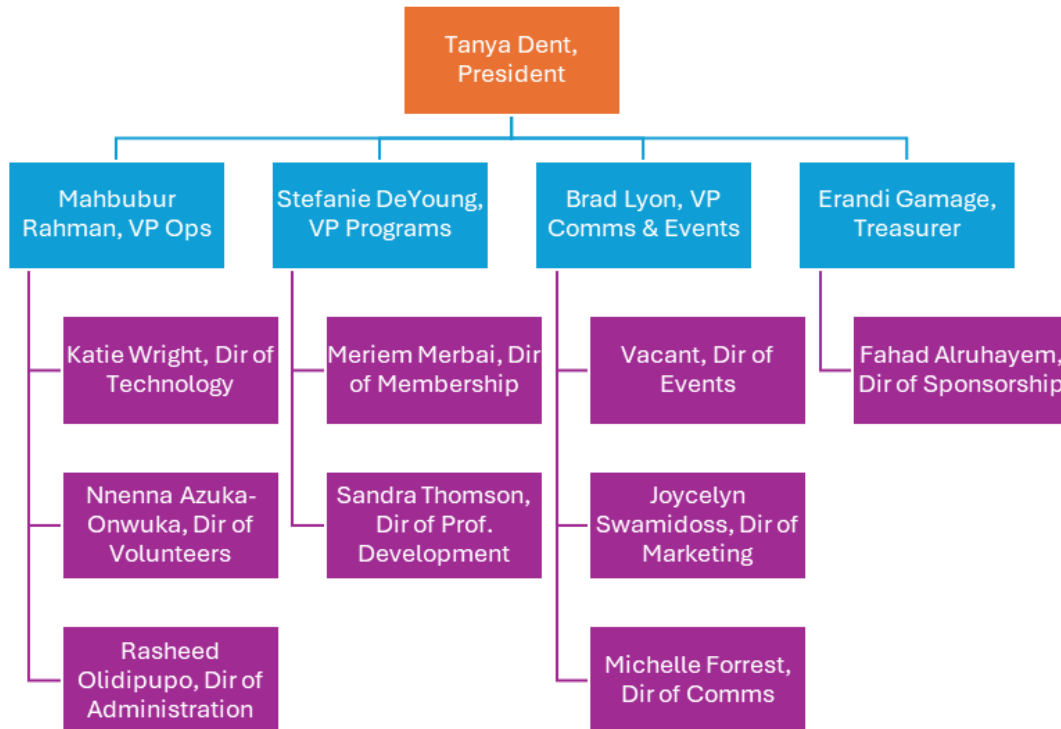 Tanya Dent,
President
Mahbubur
Rahman, VP Ops
Stefanie DeYoung,
VP Programs
Brad Lyon, VP
Comms & Events
Erandi Gamage,
Treasurer
Katie Wright, Dir of
Technology
Meriem Merbai, Dir
of Membership
Vacant, Dir of
Events
Fahad Alruhayem,
Dir of Sponsorship
Nnenna Azuka-
Onwuka, Dir of
Volunteers
Sandra Thomson,
Dir of Prof.
Development
Joycelyn
Swamidoss, Dir of
Marketing
Rasheed
Olidipupo, Dir of
Administration
Michelle Forrest,
Dir of Comms